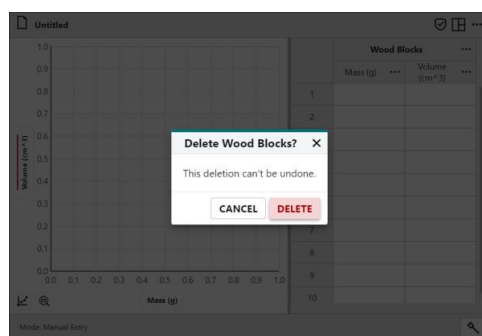 Untitled
1.0
0.9
0.8
0.7
0.6
0.5
0.4
0.3
0.2
0.1
0.0
Volume (cm^3)
0.0 0.1 0.2 0.3 0.4 0.5 0.6 0.7 0.8 0.9 1.0
Mass (g)
Wood Blocks
Mass (g)
Volume
(cm^3)
1
2
7
8
9
10
Delete Wood Blocks?
This deletion can't be undone.
CANCEL DELETE
Mode: Manual Entry